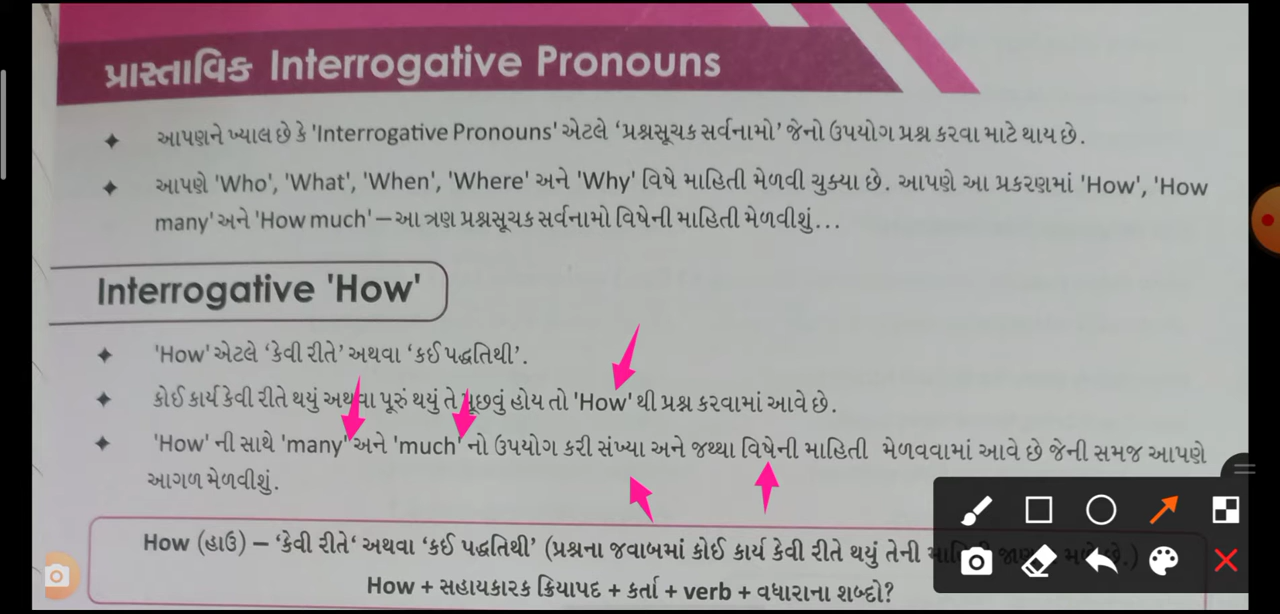 પ્રાસ્તાવિક Interrogative Pronouns
✦ આપણને ખ્યાલ છે કે 'Interrogative Pronouns' એટલે ‘પ્રશ્નસૂચક સર્વનામો’ જેનો ઉપયોગ પ્રશ્ન કરવા માટે થાય છે.
✦ આપણે 'Who', 'What', 'When', 'Where' અને 'Why' વિષે માહિતી મેળવી ચુક્યા છે. આપણે આ પ્રકરણમાં 'How', 'How
many' અને 'How much' – આ ત્રણ પ્રશ્નસૂચક સર્વનામો વિષેની માહિતી મેળવીશું...
Interrogative 'How'
✦ 'How' એટલે ‘કેવી રીતે’ અથવા ‘કઈ પદ્ધતિથી’.
✦ કોઈ કાર્ય કેવી રીતે થયું અથવા પૂરું થયું તે પૂછવું હોય તો 'How' થી પ્રશ્ન કરવામાં આવે છે.
✦ 'How' ની સાથે 'many' અને 'much' નો ઉપયોગ કરી સંખ્યા અને જથ્થા વિષેની માહિતી મેળવવામાં આવે છે જેની સમજ આપણે
આગળ મેળવીશું.
How (હાઉ) – ‘કેવી રીતે‘ અથવા ‘કઈ પદ્ધતિથી’ (પ્રશ્નના જવાબમાં કોઈ કાર્ય કેવી રીતે થયું તેની
How + સહાયકારક ક્રિયાપદ + કર્તા + verb + વધારાના શબ્દો?